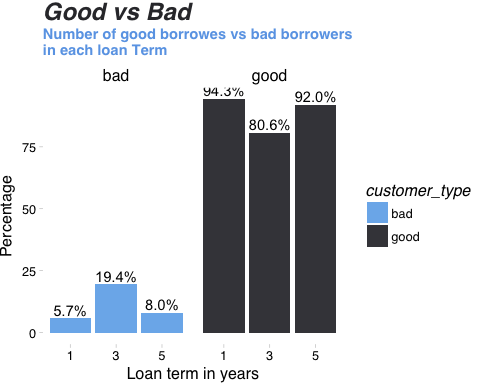 Good vs Bad
Number of good borrowes vs bad borrowers
in each loan Term
bad
good
94.3%
92.0%
80.6%
75
50
25
19.4%
5.7%
8.0%
0
1
3
5
1
3
5
Percentage
Loan term in years
customer_type
bad
good